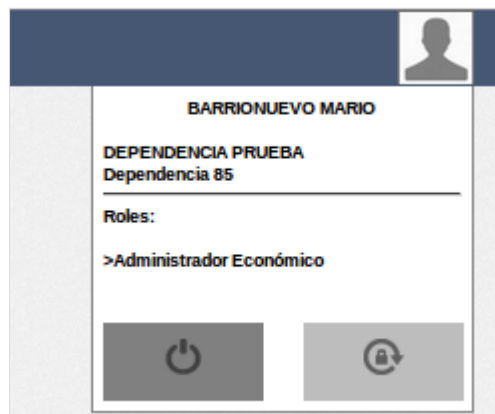 BARRIONUEVO MARIO
DEPENDENCIA PRUEBA
Dependencia 85
Roles:
>Administrador Económico